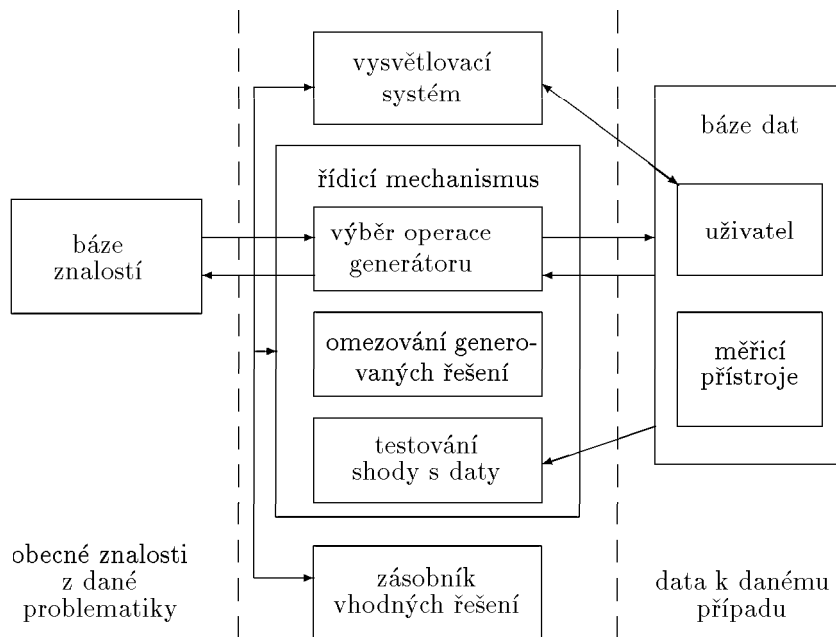 vysvětlovací
systém
báze dat
řídicí mechanismus
báze
znalostí
výběr operace
generátoru
uživatel
omezování genero-
vaných řešení
měřicí
přístroje
testování
shody s daty
obecné znalosti
z dané
problematiky
zásobník
vhodných řešení
data k danému
případu